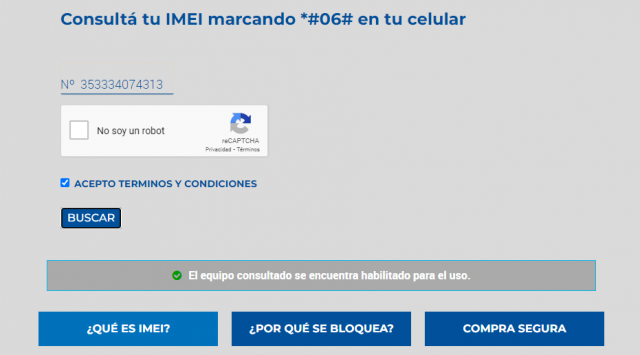 Consultá tu IMEI marcando *#06# en tu celular
Nº 353334074313
No soy un robot
reCAPTCHA
Privacidad - Términos
ACEPTO TERMINOS Y CONDICIONES
BUSCAR
El equipo consultado se encuentra habilitado para el uso.
¿QUÉ ES IMEI? ¿POR QUÉ SE BLOQUEA? COMPRA SEGURA